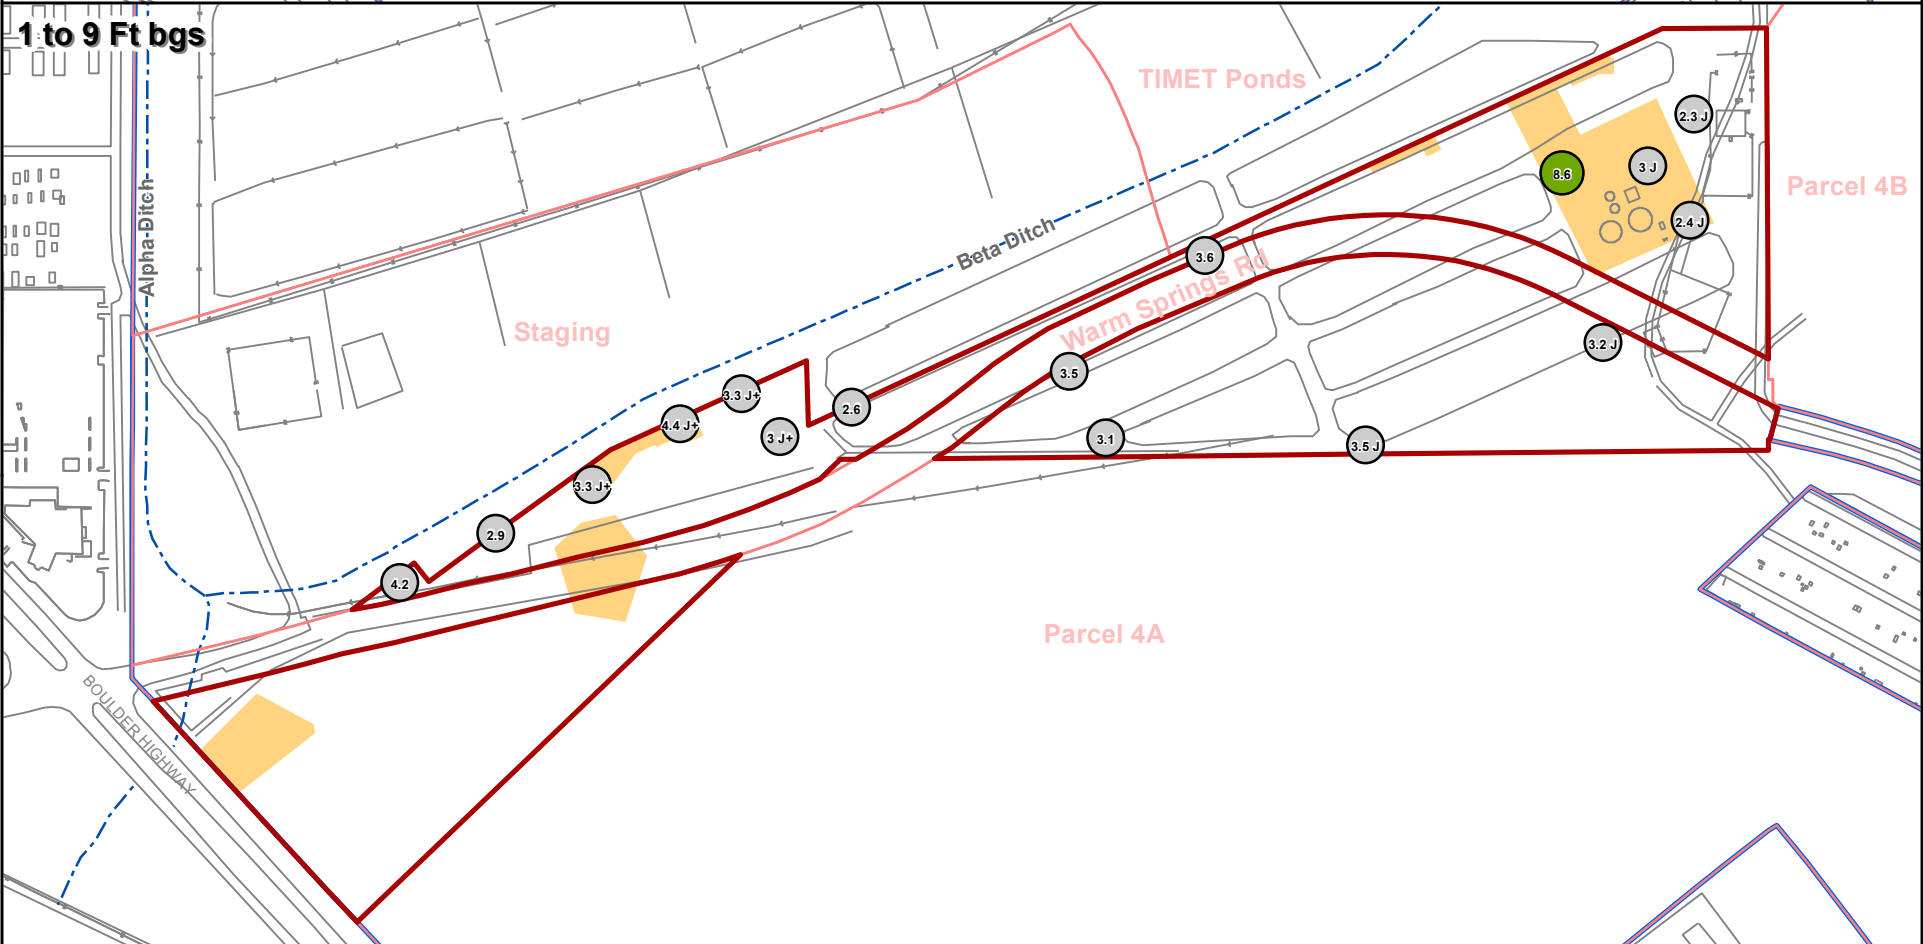 1 to 9 Ft bgs
TIMET Ponds
2.3 J
8.6
3 J
Parcel 4B
2.4 J
Alpha Ditch
Beta Ditch
3.6
Warm Springs Rd
Staging
3.2 J
3.5
3.3 J+
2.6
4.4 J+
3 J+
3.1
3.5 J
3.3 J+
2.9
4.2
Parcel 4A
BOULDER HIGHWAY